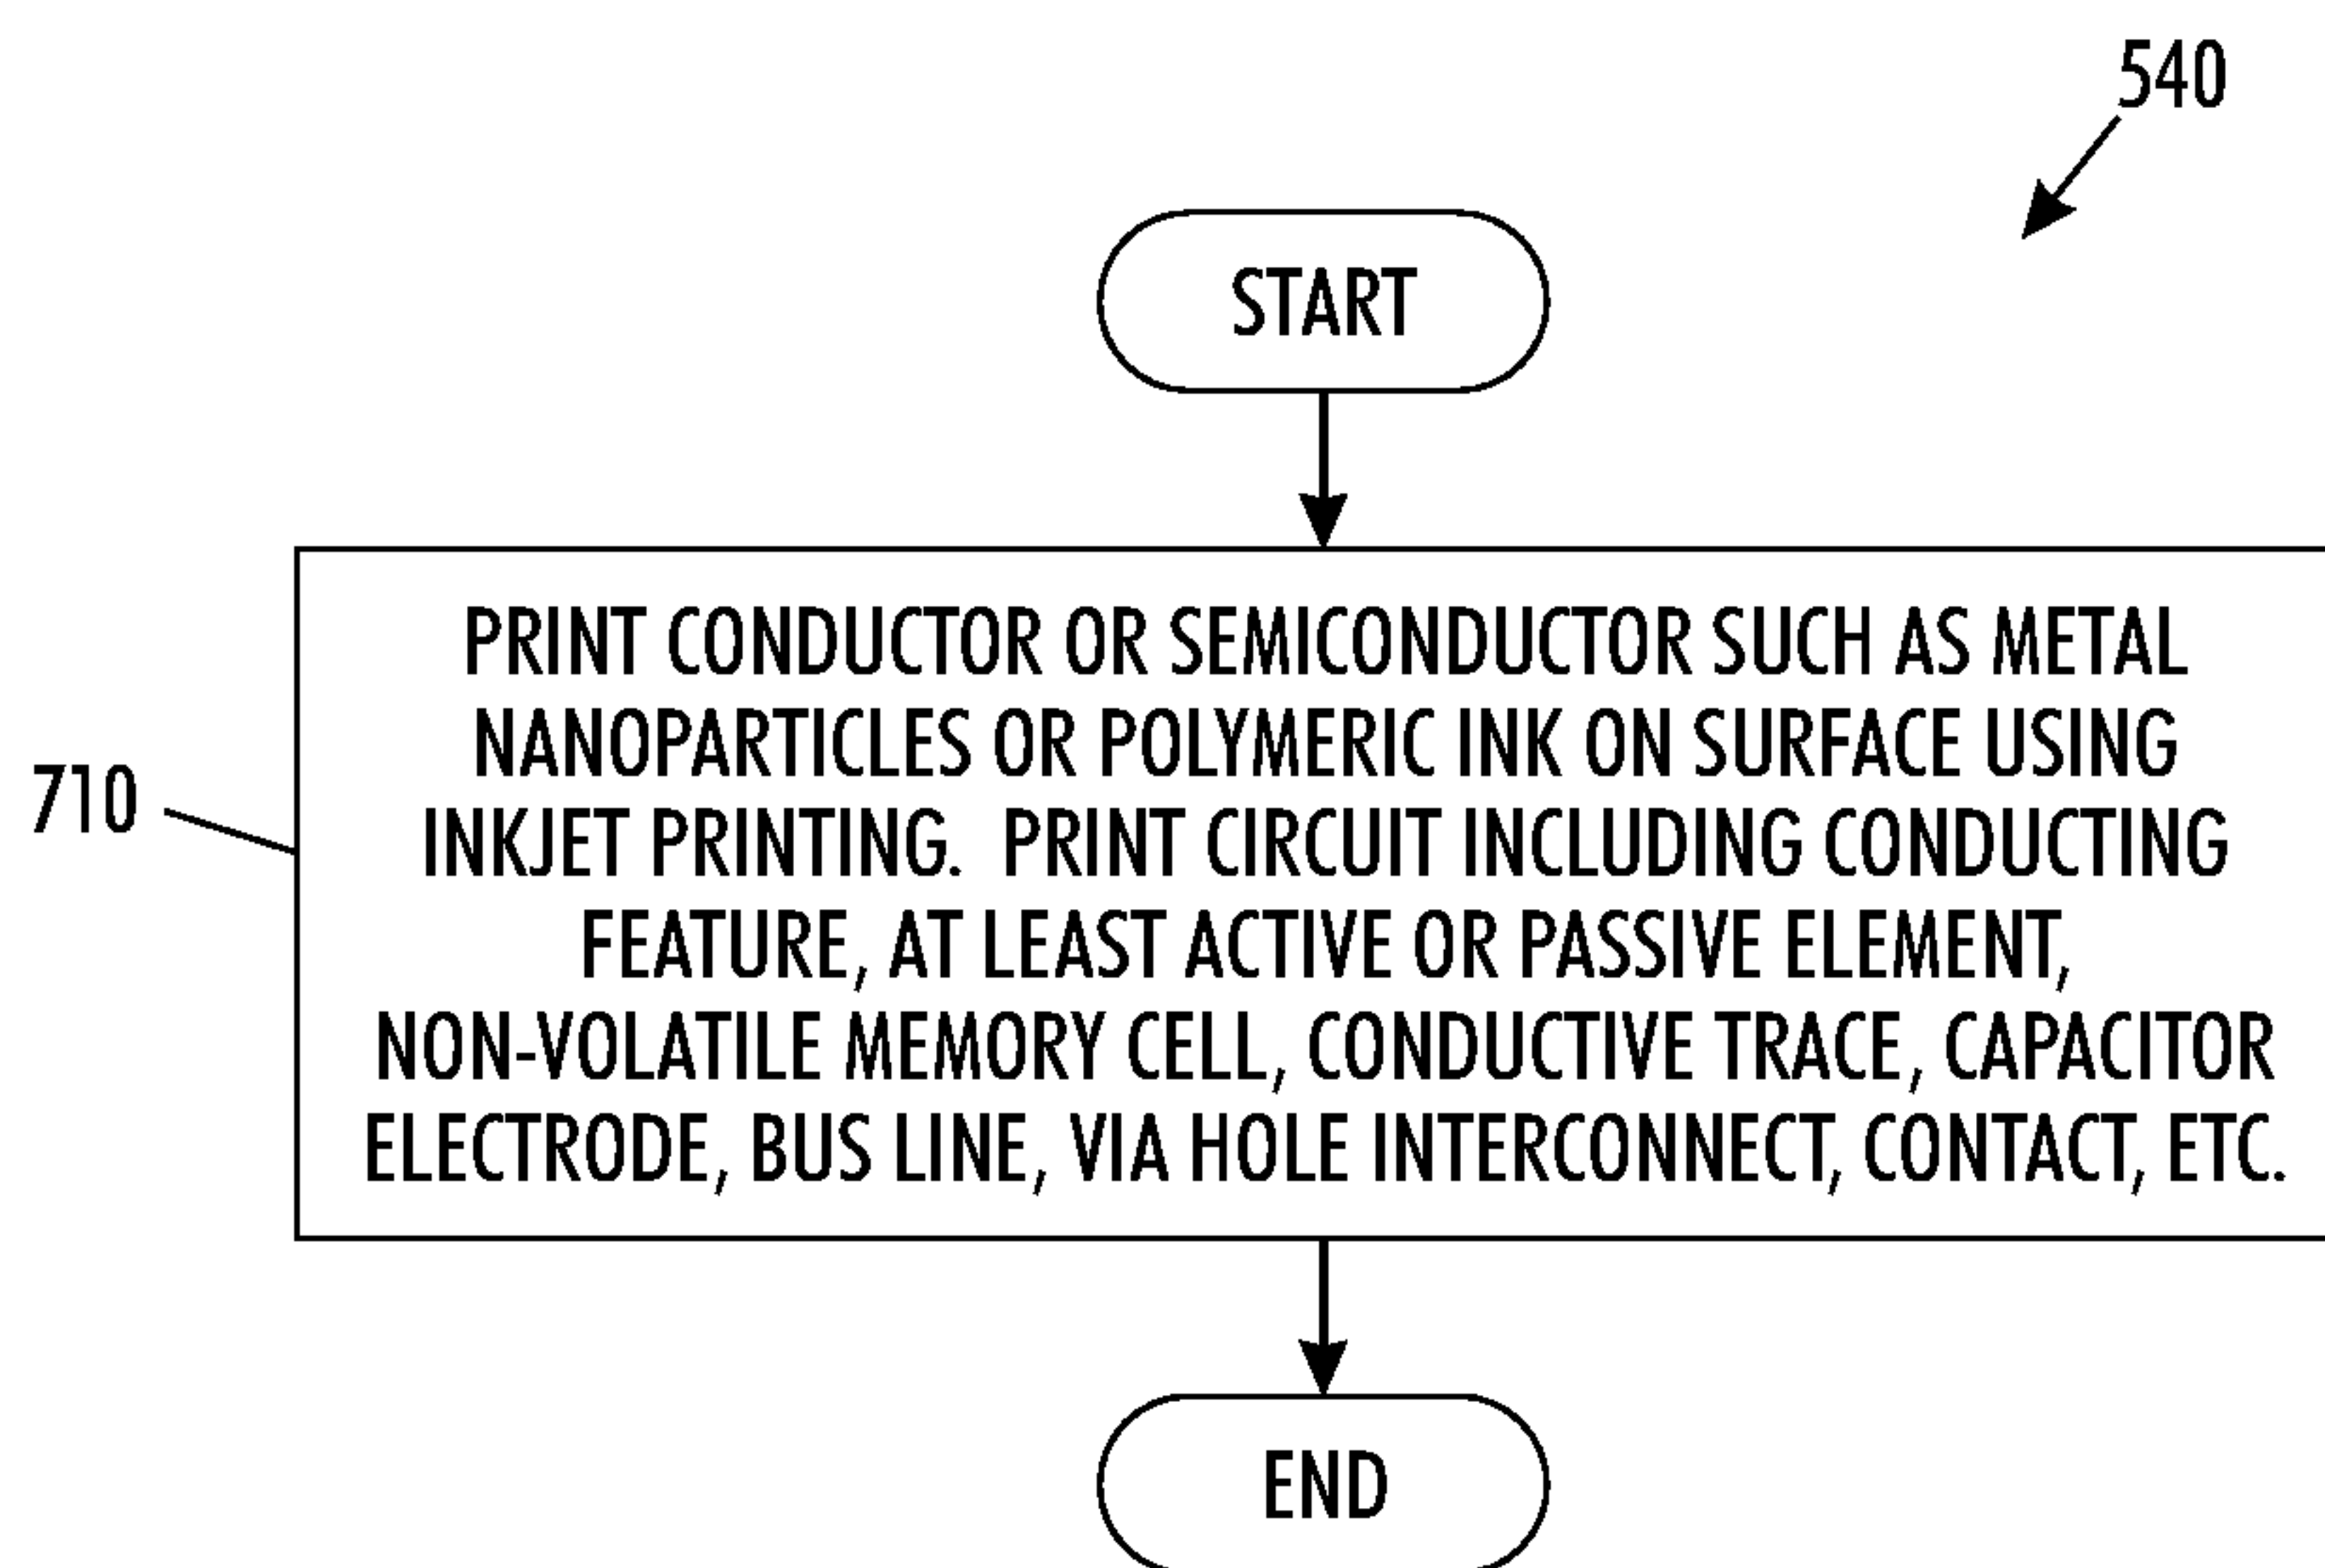 540
START
PRINT CONDUCTOR OR SEMICONDUCTOR SUCH AS METAL
NANOPARTICLES OR POLYMERIC INK ON SURFACE USING
INKJET PRINTING. PRINT CIRCUIT INCLUDING CONDUCTING
FEATURE, AT LEAST ACTIVE OR PASSIVE ELEMENT,
NON-VOLATILE MEMORY CELL, CONDUCTIVE TRACE, CAPACITOR
ELECTRODE, BUS LINE, VIA HOLE INTERCONNECT, CONTACT, ETC.
710
END